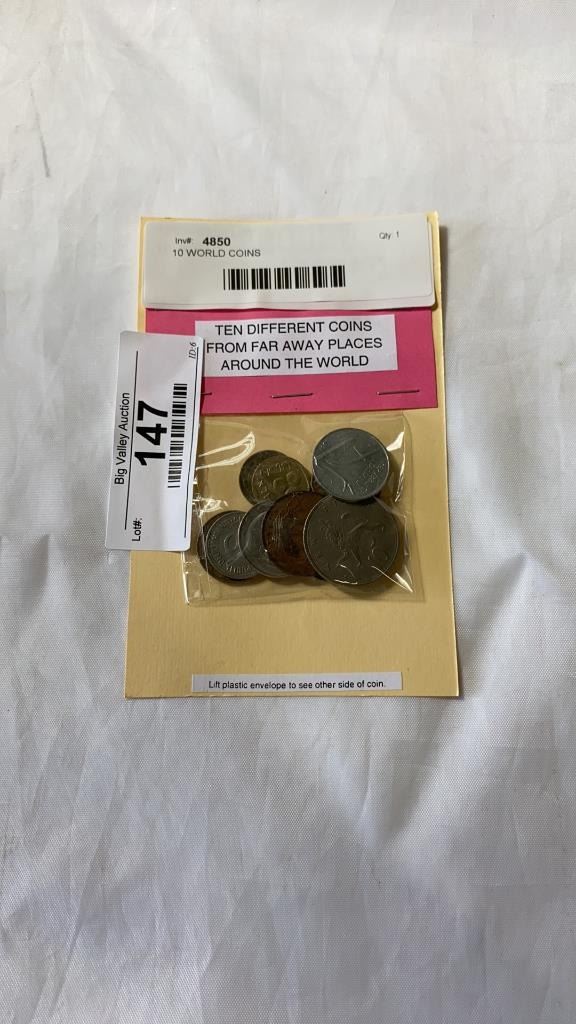 Inv#: 4850
Qty: 1
10 WORLD COINS
TEN DIFFERENT COINS
FROM FAR AWAY PLACES
AROUND THE WORLD
Big Valley Auction
ID: 6
147
Lot#:
Lift plastic envelope to see other side of coin.